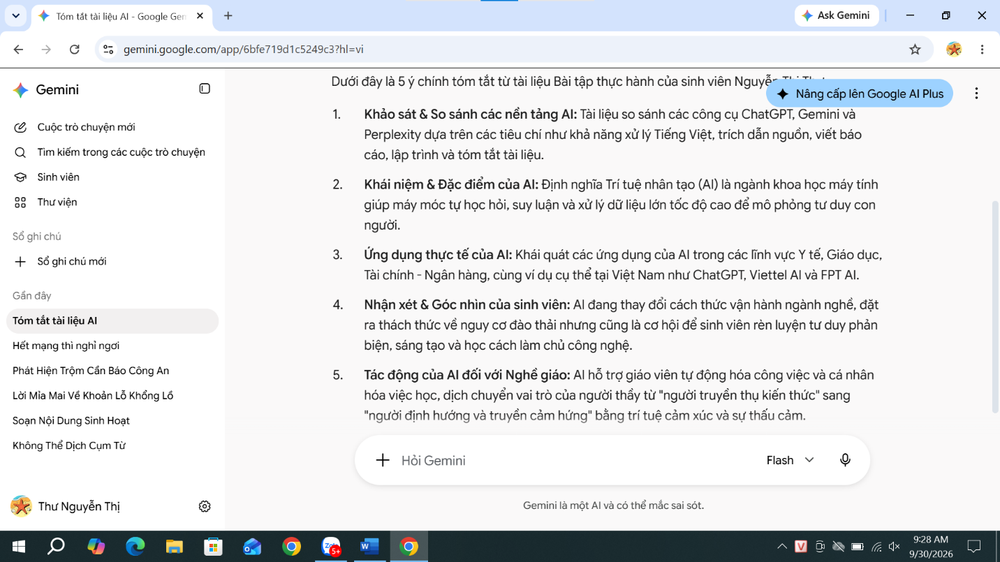 Tóm tắt tài liệu AI - Google Gen
Ask Gemini
gemini.google.com/app/6bfe719d1c5249c3?hl=vi
Gemini
Cuộc trò chuyện mới
Tìm kiếm trong các cuộc trò chuyện
Sinh viên
Thư viện
Sổ ghi chú
Sổ ghi chú mới
Gần đây
Tóm tắt tài liệu AI
Hết mạng thì nghỉ ngơi
Phát Hiện Trộm Cần Báo Công An
Lời Mỉa Mai Về Khoản Lỗ Khổng Lồ
Soạn Nội Dung Sinh Hoạt
Không Thể Dịch Cụm Từ
Thư Nguyễn Thị
Nâng cấp lên Google AI Plus
Dưới đây là 5 ý chính tóm tắt từ tài liệu Bài tập thực hành của sinh viên Nguyễn Thị
1. Khảo sát & So sánh các nền tảng AI: Tài liệu so sánh các công cụ ChatGPT, Gemini và
Perplexity dựa trên các tiêu chí như khả năng xử lý Tiếng Việt, trích dẫn nguồn, viết báo
cáo, lập trình và tóm tắt tài liệu.
2. Khái niệm & Đặc điểm của AI: Định nghĩa Trí tuệ nhân tạo (AI) là ngành khoa học máy tính
giúp máy móc tự học hỏi, suy luận và xử lý dữ liệu lớn tốc độ cao để mô phỏng tư duy con
người.
3. Ứng dụng thực tế của AI: Khái quát các ứng dụng của AI trong các lĩnh vực Y tế, Giáo dục,
Tài chính - Ngân hàng, cùng ví dụ cụ thể tại Việt Nam như ChatGPT, Viettel AI và FPT AI.
4. Nhận xét & Góc nhìn của sinh viên: AI đang thay đổi cách thức vận hành ngành nghề, đặt
ra thách thức về nguy cơ đào thải nhưng cũng là cơ hội để sinh viên rèn luyện tư duy phản
biện, sáng tạo và học cách làm chủ công nghệ.
5. Tác động của AI đối với Nghề giáo: AI hỗ trợ giáo viên tự động hóa công việc và cá nhân
hóa việc học, dịch chuyển vai trò của người thầy từ "người truyền thụ kiến thức" sang
"người định hướng và truyền cảm hứng" bằng trí tuệ cảm xúc và sự thấu cảm.
Hỏi Gemini
Flash
Gemini là một AI và có thể mắc sai sót.
Zalo
5+
V
9:28 AM
9/30/2026